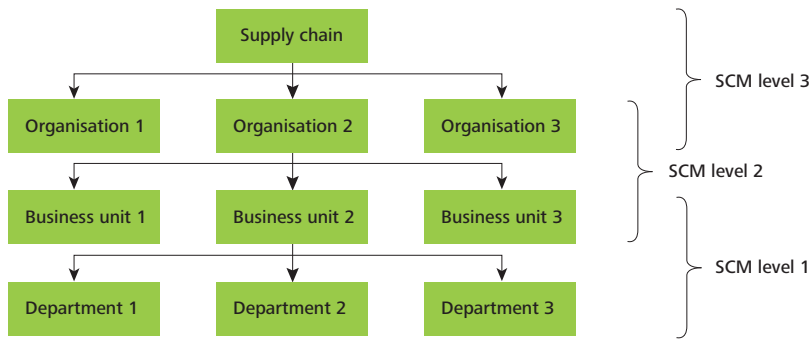 Supply chain
SCM level 3
Organisation 1
Organisation 2
Organisation 3
SCM level 2
Business unit 1
Business unit 2
Business unit 3
SCM level 1
Department 1
Department 2
Department 3